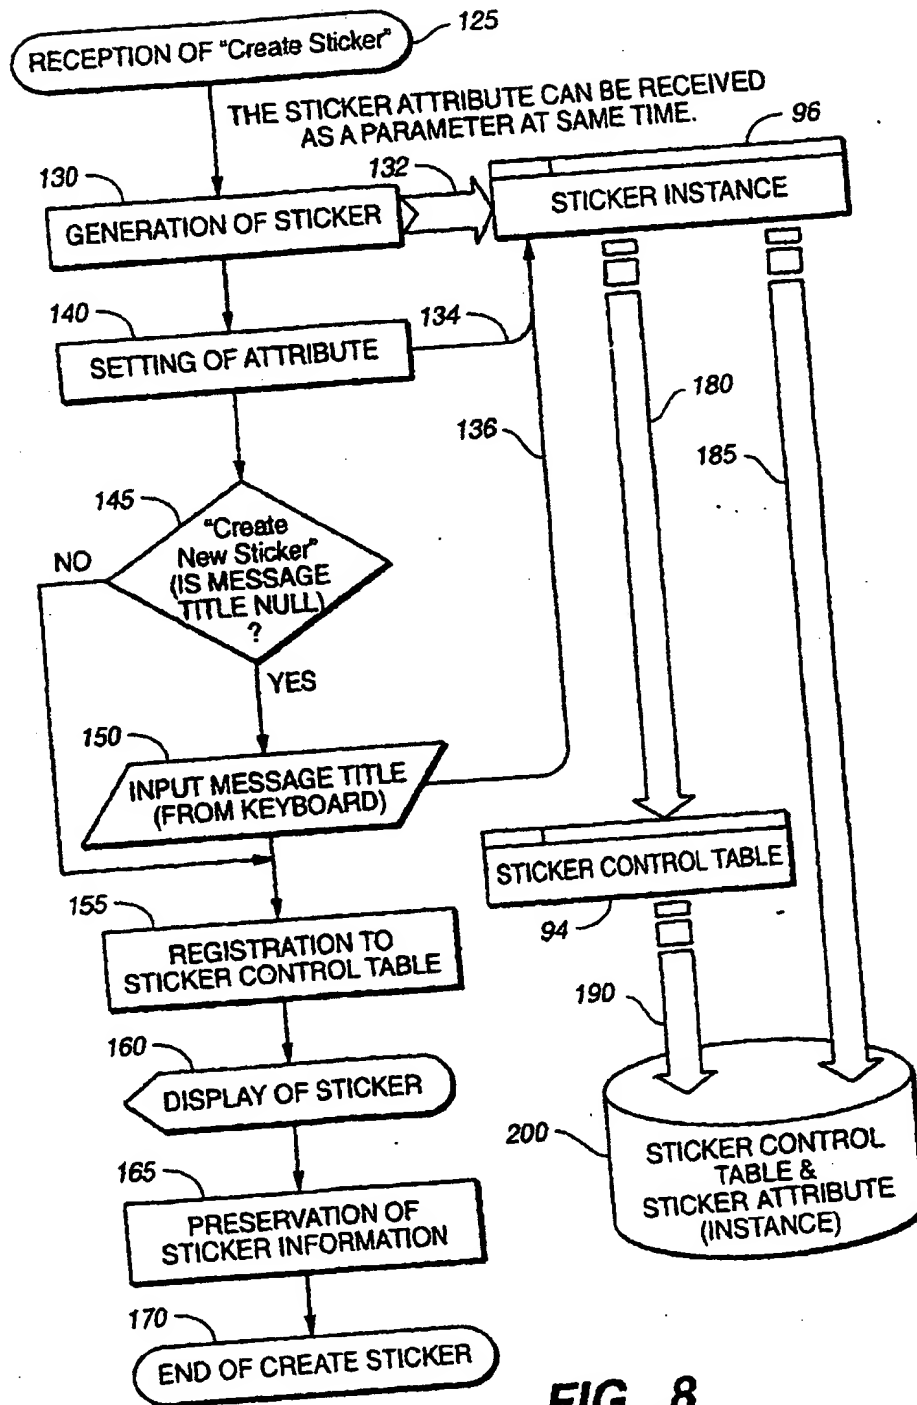 RECEPTION OF "Create Sticker"
125
THE STICKER ATTRIBUTE CAN BE RECEIVED
AS A PARAMETER AT SAME TIME.
96
130
132
GENERATION OF STICKER
STICKER INSTANCE
140
134
SETTING OF ATTRIBUTE
180
136
185
145
"Create
New Sticker"
(IS MESSAGE
TITLE NULL)
?
NO
YES
150
INPUT MESSAGE TITLE
(FROM KEYBOARD)
STICKER CONTROL TABLE
94
155
REGISTRATION TO
STICKER CONTROL TABLE
190
160
DISPLAY OF STICKER
200
STICKER CONTROL
TABLE &
STICKER ATTRIBUTE
(INSTANCE)
165
PRESERVATION OF
STICKER INFORMATION
170
END OF CREATE STICKER
FIG._8